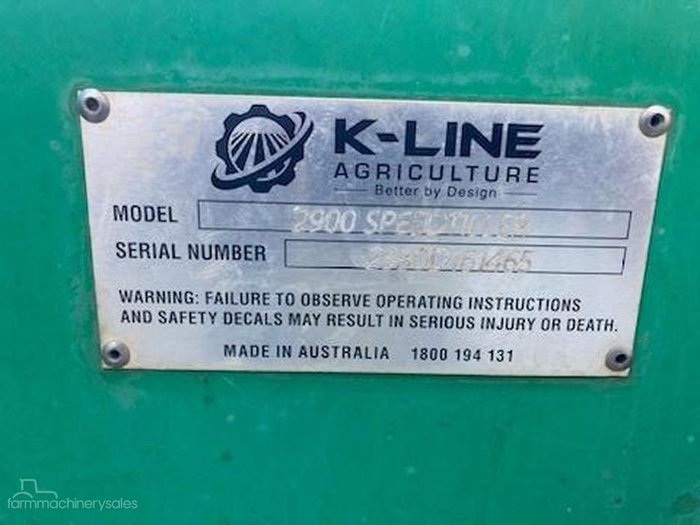 K-LINE
AGRICULTURE
Better by Design
MODEL 2900 SPEEDTILLER
SERIAL NUMBER
WARNING: FAILURE TO OBSERVE OPERATING INSTRUCTIONS
AND SAFETY DECALS MAY RESULT IN SERIOUS INJURY OR DEATH.
MADE IN AUSTRALIA 1800 194 131
farmmachinerysales